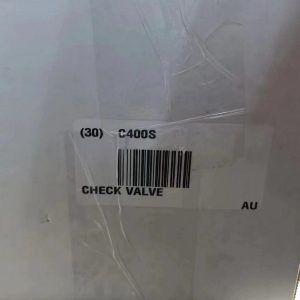 (30) C400S
CHECK VALVE
AU